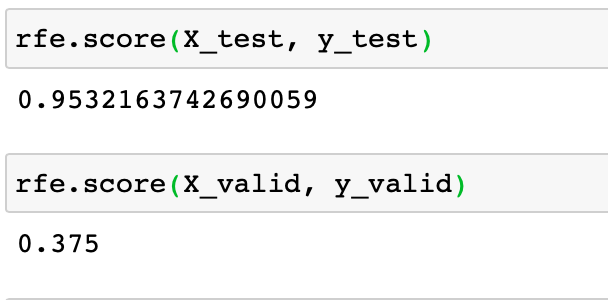 rfe.score(X_test, y_test)
0.9532163742690059
rfe.score(X_valid, y_valid)
0.375